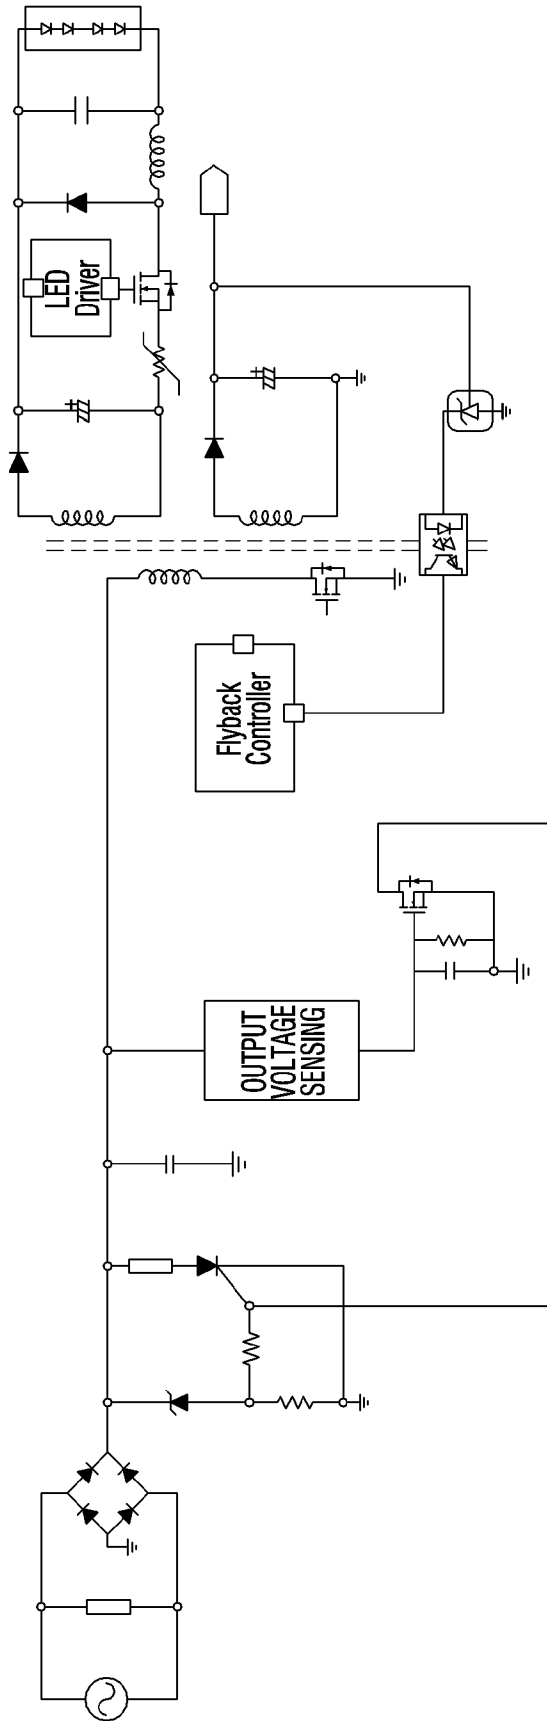 LED
Driver
Flyback
Controller
OUTPUT
VOLTAGE
SENSING